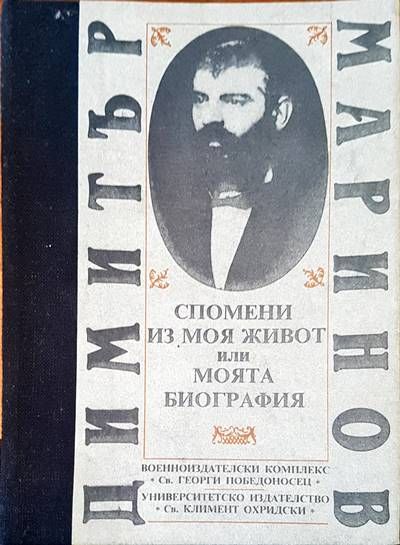 ДИМИТЪР
МАРИНОВ
СПОМЕНИ
ИЗ МОЯ ЖИВОТ
ИЛИ
МОЯТА
БИОГРАФИЯ
ВОЕННОИЗДАТЕЛСКИ КОМПЛЕКС
• Св. ГЕОРГИ ПОБЕДОНОСЕЦ •
УНИВЕРСИТЕТСКО ИЗДАТЕЛСТВО
• Св. КЛИМЕНТ ОХРИДСКИ •